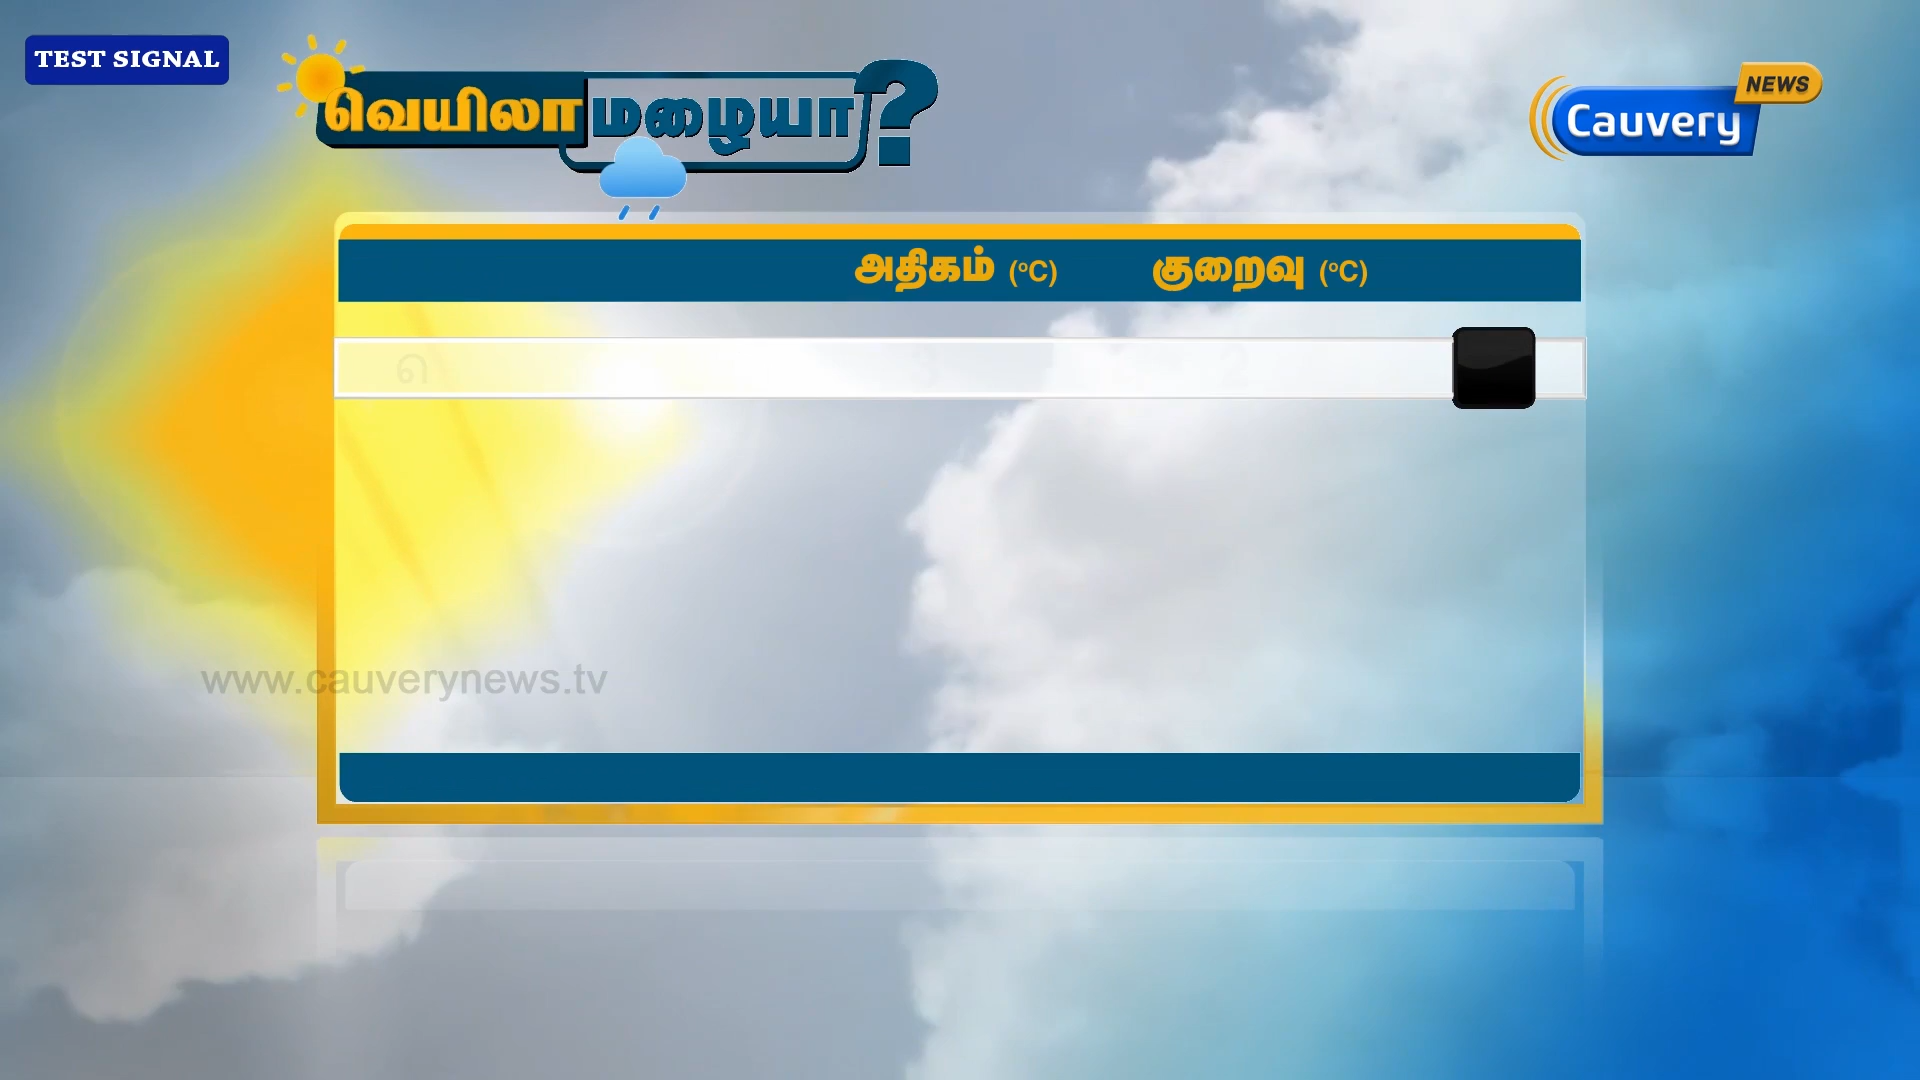 TEST SIGNAL
வெயிலா மழையா?
Cauvery NEWS
அதிகம் (°C) குறைவு (°C)
www.cauverynews.tv